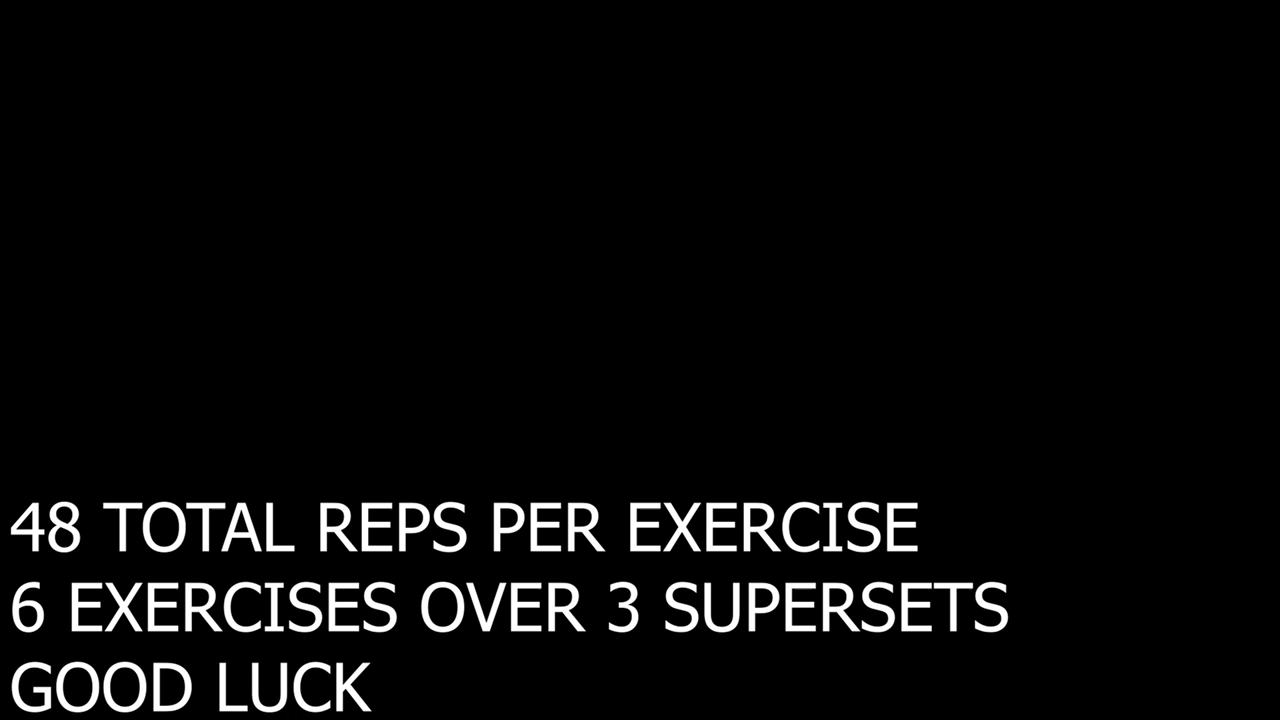 48 TOTAL REPS PER EXERCISE
6 EXERCISES OVER 3 SUPERSETS
GOOD LUCK